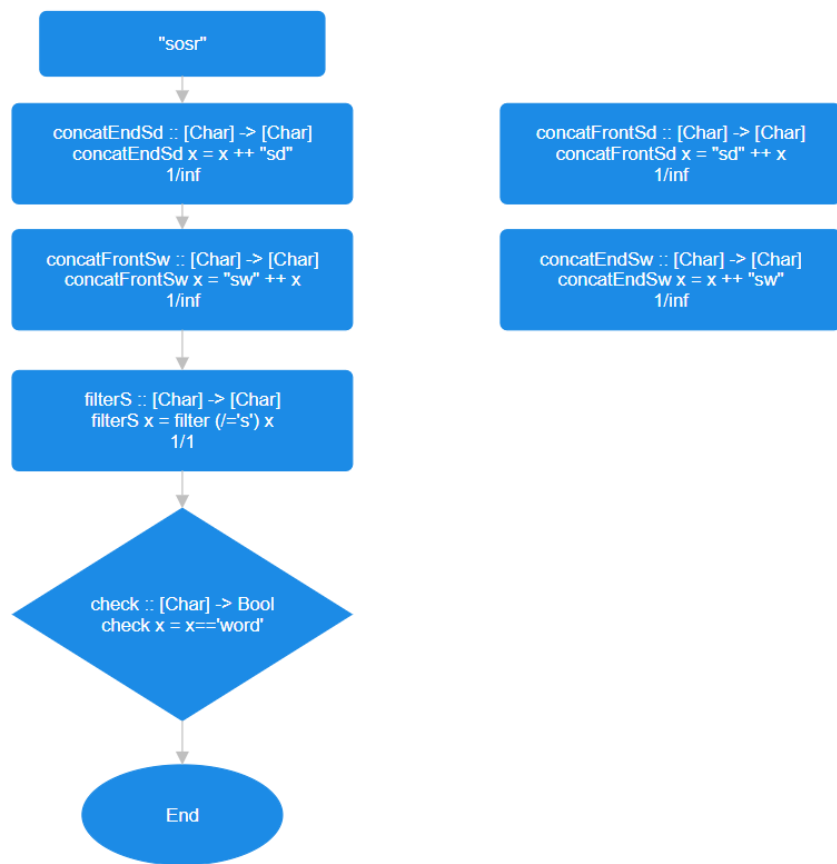 "sosr"
concatEndSd :: [Char] -> [Char]
concatEndSd x = x ++ "sd"
1/inf
concatFrontSd :: [Char] -> [Char]
concatFrontSd x = "sd" ++ x
1/inf
concatFrontSw :: [Char] -> [Char]
concatFrontSw x = "sw" ++ x
1/inf
concatEndSw :: [Char] -> [Char]
concatEndSw x = x ++ "sw"
1/inf
filterS :: [Char] -> [Char]
filterS x = filter (/='s') x
1/1
check :: [Char] -> Bool
check x = x=='word'
End